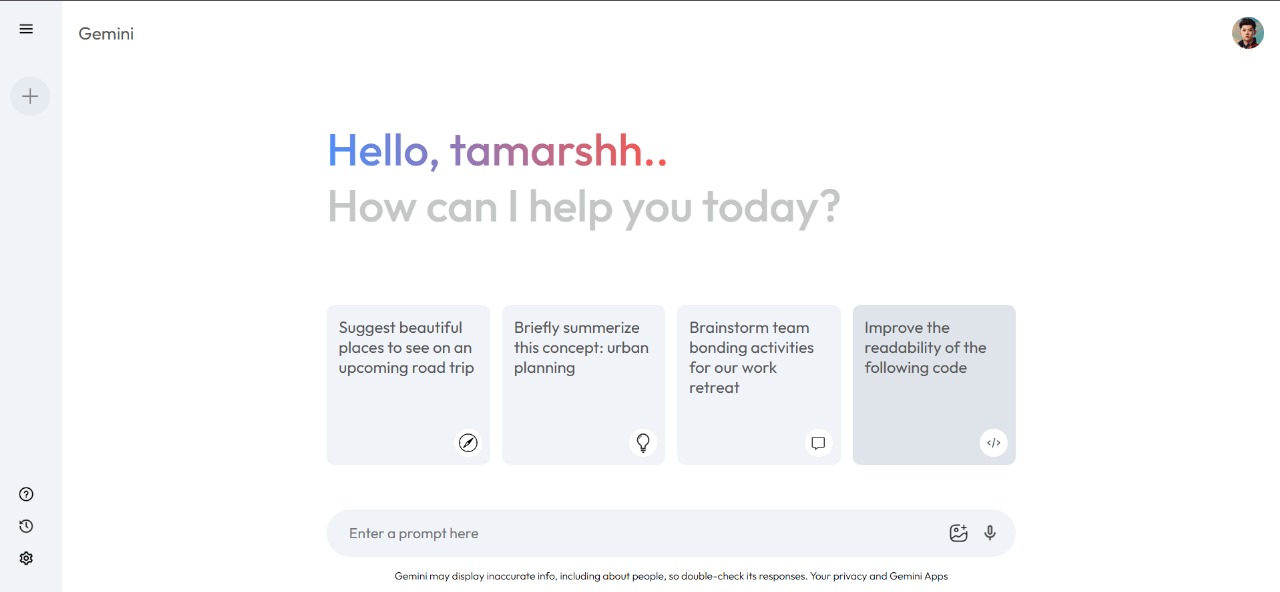 Gemini
Hello, tamarshh..
How can I help you today?
Suggest beautiful
places to see on an
upcoming road trip
Briefly summerize
this concept: urban
planning
Brainstorm team
bonding activities
for our work
retreat
Improve the
readability of the
following code
Enter a prompt here
Gemini may display inaccurate info, including about people, so double-check its responses. Your privacy and Gemini Apps